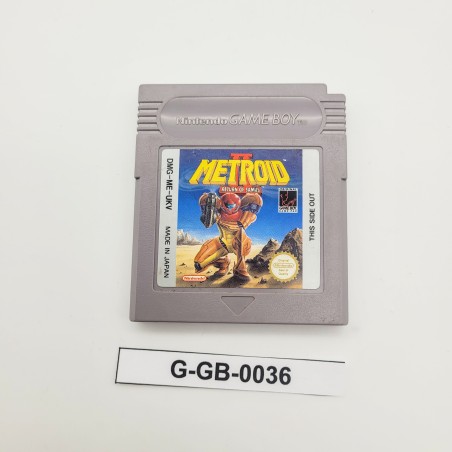 Nintendo GAME BOY
DMG-ME-UKV
MADE IN JAPAN
METROID
II
RETURN OF SAMUS
THIS SIDE OUT
Nintendo
G-GB-0036